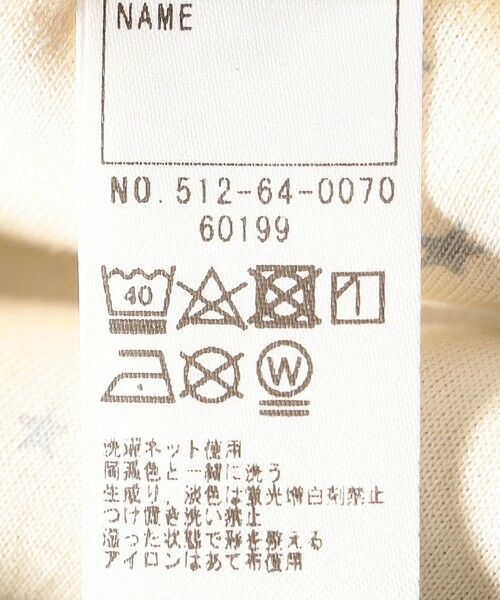 NAME
NO. 512-64-0070
60199
40
W
洗濯ネット使用
同濃色と一緒に洗う
生成り、淡色は蛍光増白剤禁止
つけ置き洗い禁止
湿った状態で形を整える
アイロンはあて布使用